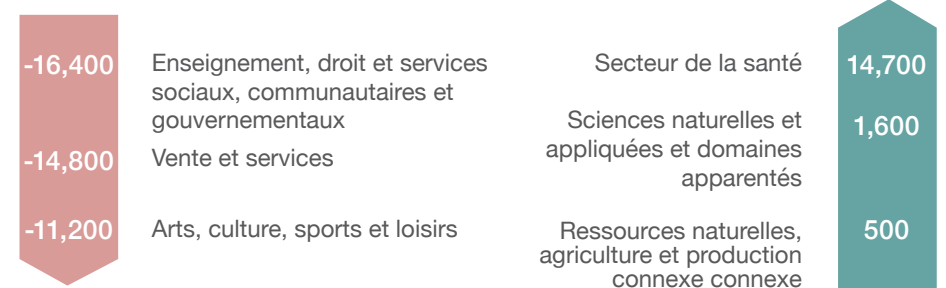 -16,400
Enseignement, droit et services
sociaux, communautaires et
gouvernementaux
-14,800
Vente et services
-11,200
Arts, culture, sports et loisirs
Secteur de la santé
14,700
Sciences naturelles et
appliquées et domaines
apparentés
1,600
Ressources naturelles,
agriculture et production
connexe connexe
500